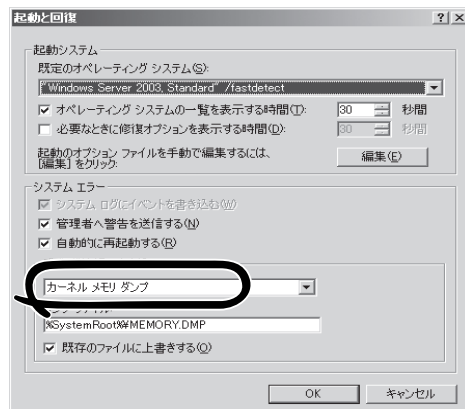 起動と回復
起動システム
既定のオペレーティング システム(S):
"Windows Server 2003, Standard" /fastdetect
オペレーティング システムの一覧を表示する時間(T): 30 秒間
必要なときに修復オプションを表示する時間(D): 30 秒間
起動のオプション ファイルを手動で編集するには、
[編集] をクリック:
編集(E)
システム エラー
システム ログにイベントを書き込む(W)
管理者へ警告を送信する(N)
自動的に再起動する(R)
カーネル メモリ ダンプ
%SystemRoot%¥MEMORY.DMP
既存のファイルに上書きする(O)
OK キャンセル